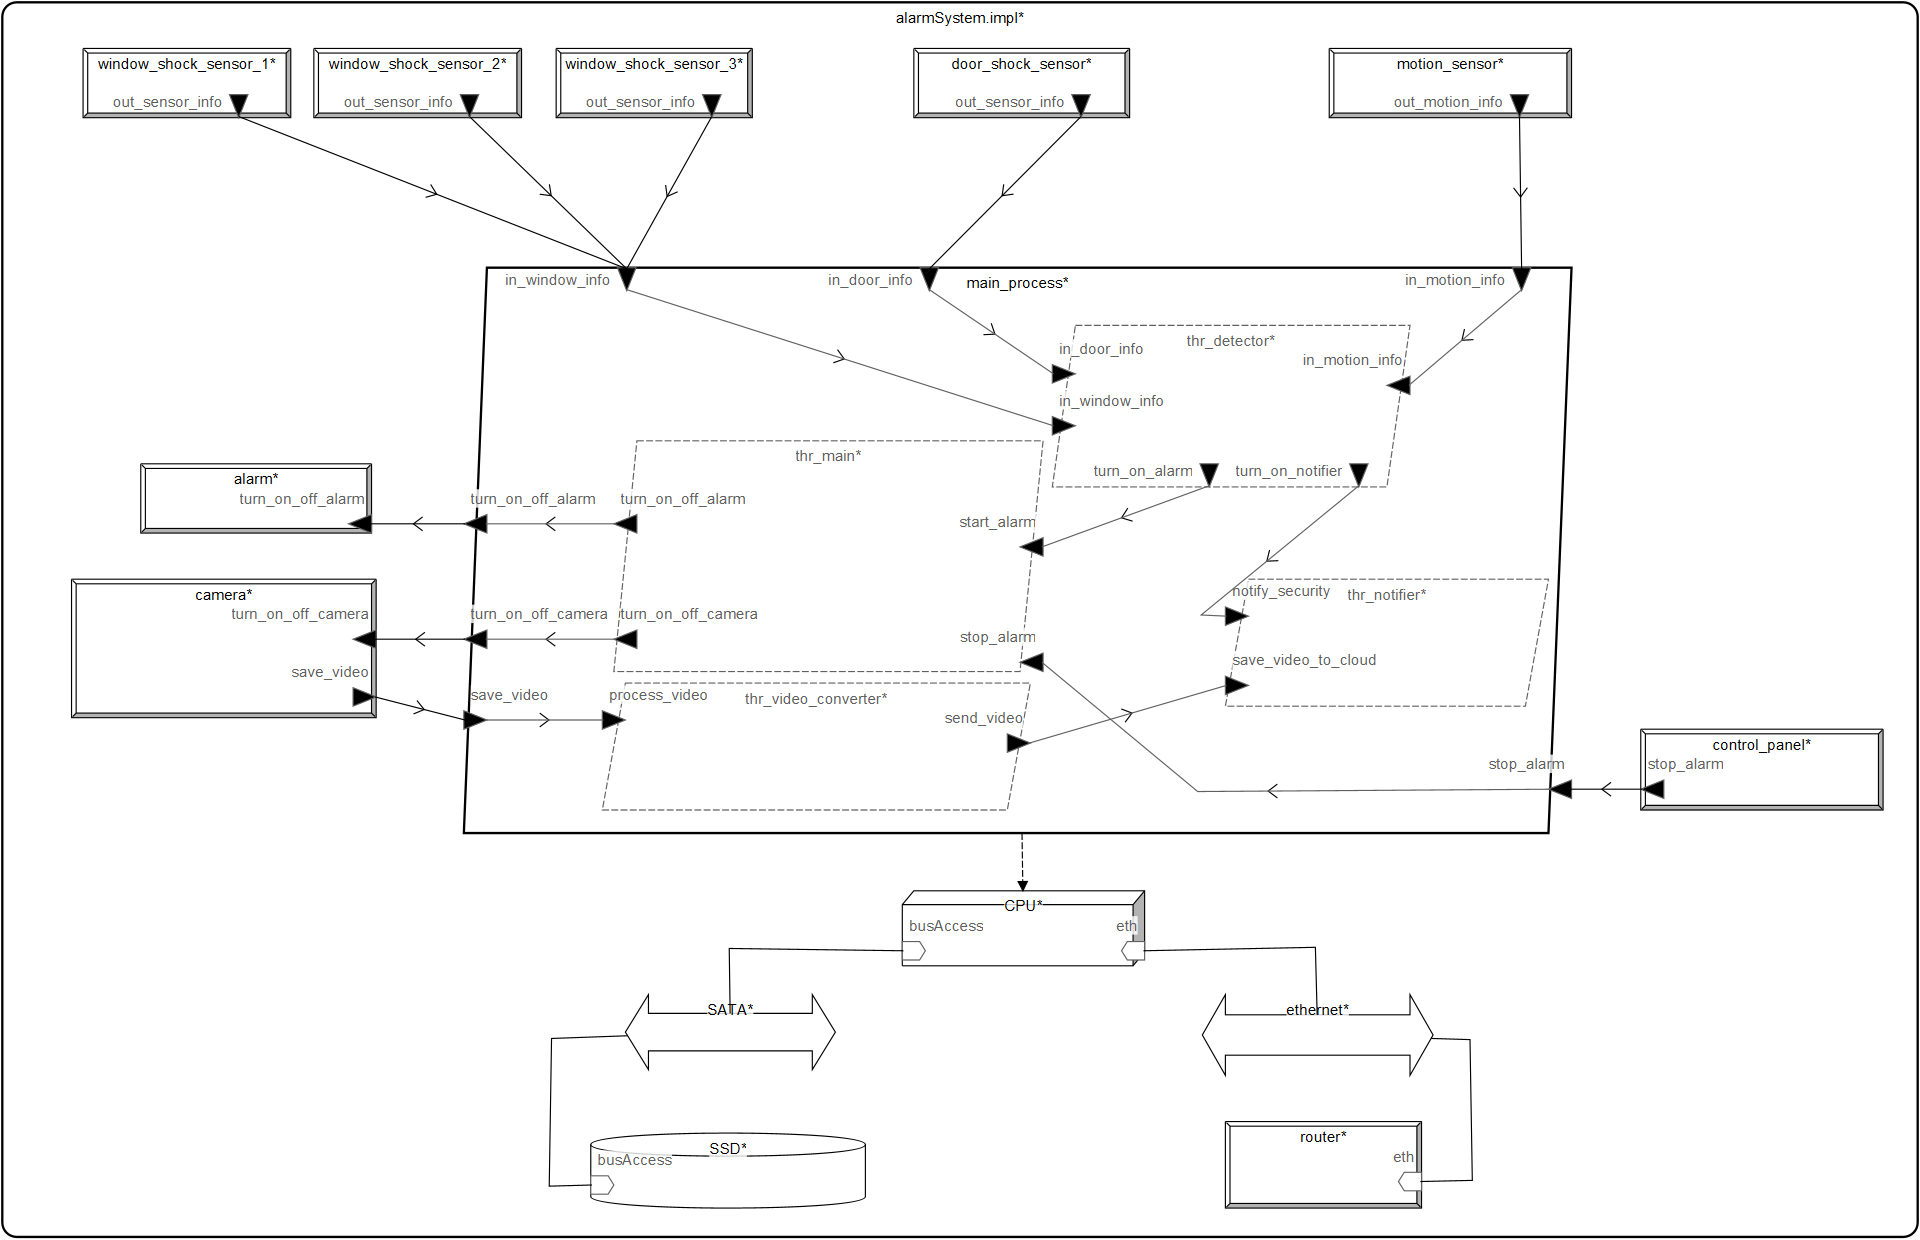 alarmSystem.impl*
window_shock_sensor_1*
out_sensor_info
window_shock_sensor_2*
out_sensor_info
window_shock_sensor_3*
out_sensor_info
door_shock_sensor*
out_sensor_info
motion_sensor*
out_motion_info
in_window_info
in_door_info
main_process*
in_motion_info
thr_detector*
in_door_info
in_motion_info
in_window_info
turn_on_alarm
turn_on_notifier
thr_main*
alarm*
turn_on_off_alarm
turn_on_off_alarm
turn_on_off_alarm
start_alarm
camera*
turn_on_off_camera
turn_on_off_camera
turn_on_off_camera
stop_alarm
notify_security
thr_notifier*
save_video_to_cloud
save_video
save_video
process_video
thr_video_converter*
send_video
control_panel*
stop_alarm
stop_alarm
CPU*
busAccess
eth
SATA*
ethernet*
SSD*
busAccess
router*
eth